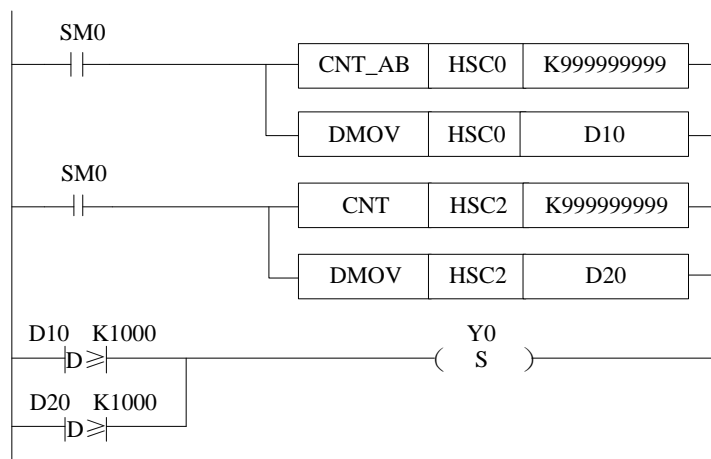 SM0
CNT_AB HSC0 K999999999
DMOV HSC0 D10
SM0
CNT HSC2 K999999999
DMOV HSC2 D20
D10 K1000 Y0
D≥ S
D20 K1000
D≥